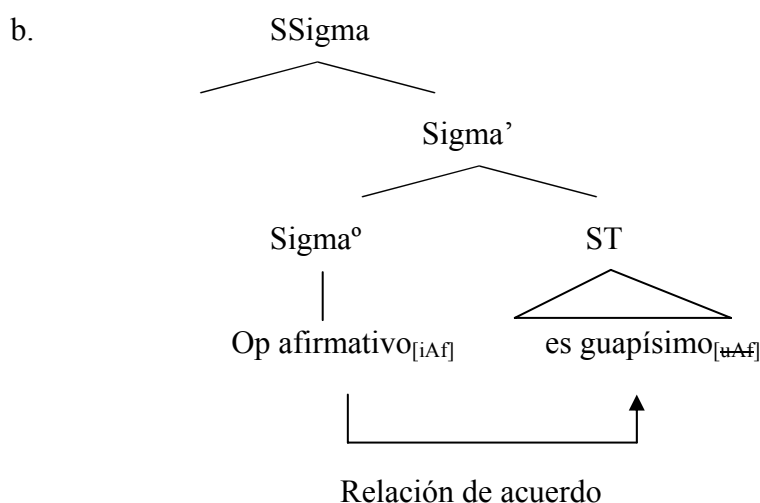 b. SSigma
Sigma’
Sigmaº ST
Op afirmativo[iAf] es guapísimo[uAf]
Relación de acuerdo